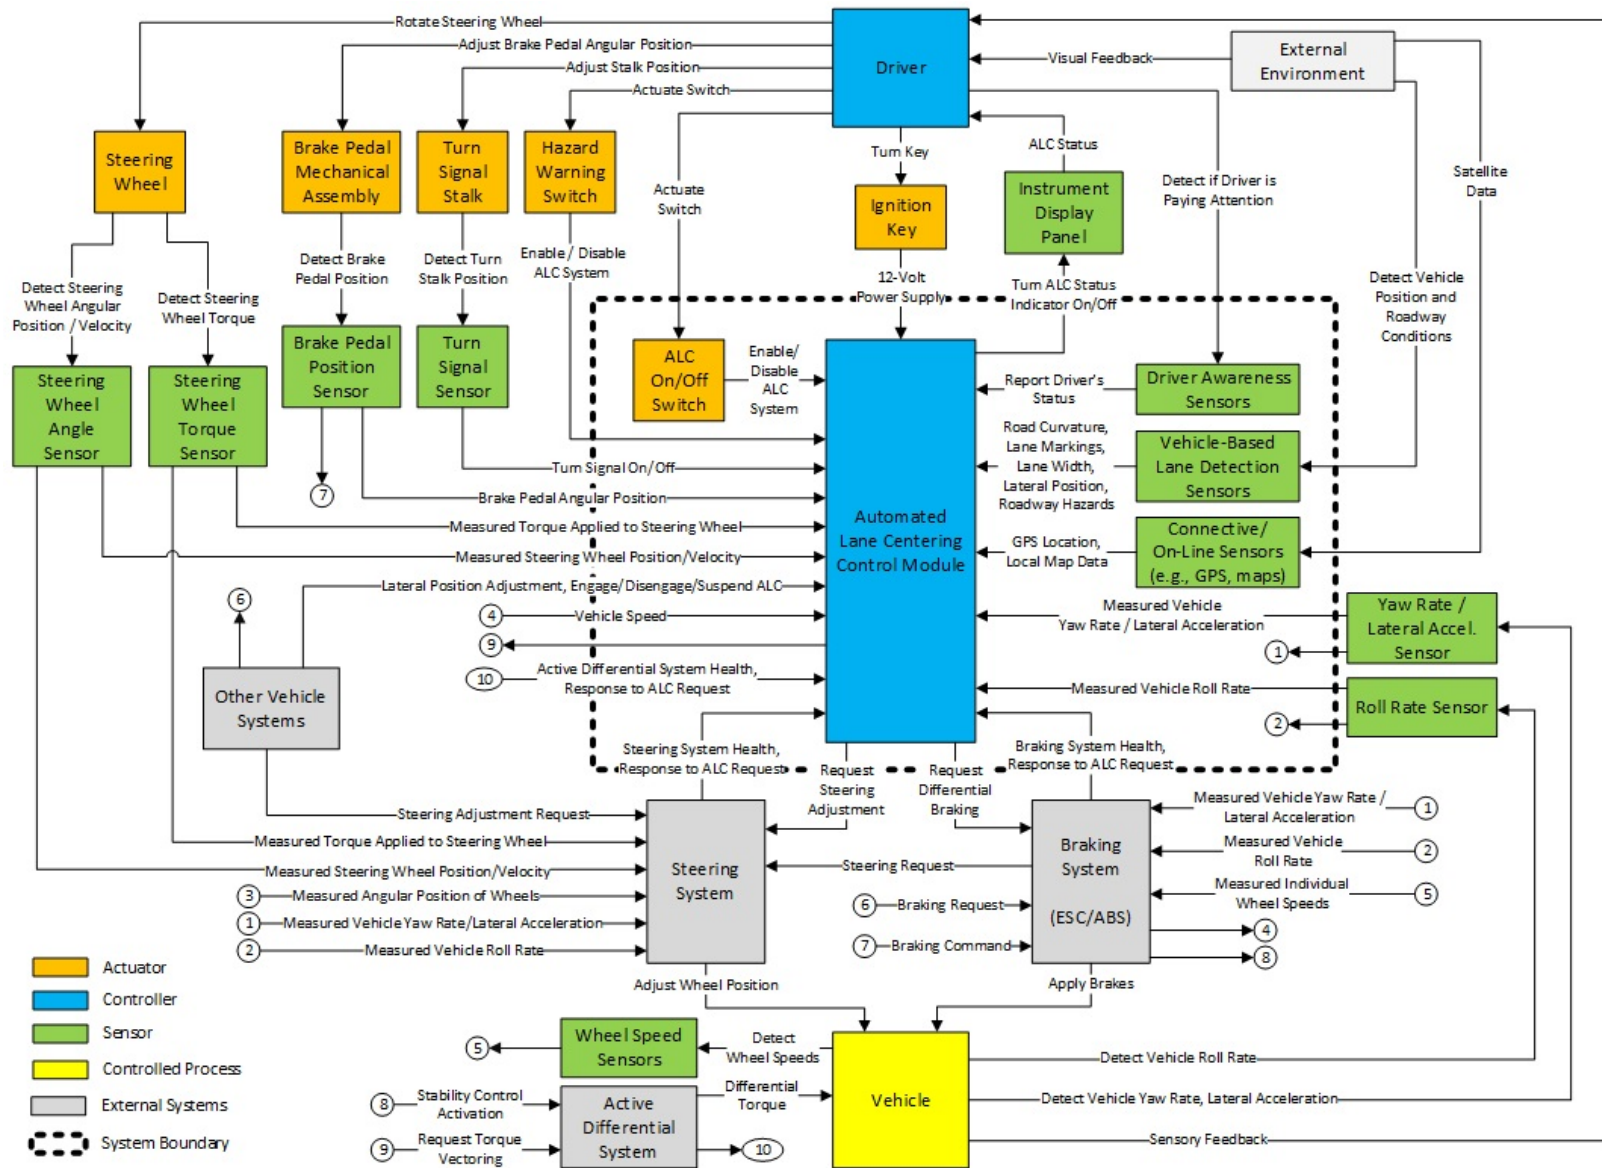 Rotate Steering Wheel
Adjust Brake Pedal Angular Position
Adjust Stalk Position
Actuate Switch
Driver
Visual Feedback
External
Environment
Steering
Wheel
Brake Pedal
Mechanical
Assembly
Turn
Signal
Stalk
Hazard
Warning
Switch
Actuate
Switch
Turn Key
Ignition
Key
ALC Status
Instrument
Display
Panel
Detect if Driver is
Paying Attention
Satellite
Data
Detect Steering
Wheel Angular
Position / Velocity
Detect Steering
Wheel Torque
Detect Brake
Pedal Position
Detect Turn
Stalk Position
Enable / Disable
ALC System
12-Volt
Power Supply
Turn ALC Status
Indicator On/Off
Detect Vehicle
Position and
Roadway
Conditions
Steering
Wheel
Angle
Sensor
Steering
Wheel
Torque
Sensor
Brake Pedal
Position
Sensor
Turn
Signal
Sensor
ALC
On/Off
Switch
Enable/
Disable
ALC
System
Automated
Lane Centering
Control Module
Report Driver's
Status
Driver Awareness
Sensors
Road Curvature,
Lane Markings,
Lane Width,
Lateral Position,
Roadway Hazards
Vehicle-Based
Lane Detection
Sensors
GPS Location,
Local Map Data
Connective/
On-Line Sensors
(e.g., GPS, maps)
7
Turn Signal On/Off
Brake Pedal Angular Position
Measured Torque Applied to Steering Wheel
Measured Steering Wheel Position/Velocity
Lateral Position Adjustment, Engage/Disengage/Suspend ALC
6
4
Vehicle Speed
9
10
Active Differential System Health,
Response to ALC Request
Measured Vehicle
Yaw Rate / Lateral Acceleration
Yaw Rate /
Lateral Accel.
Sensor
1
Measured Vehicle Roll Rate
Roll Rate Sensor
2
Other Vehicle
Systems
Steering System Health,
Response to ALC Request
Request
Steering
Adjustment
Request
Differential
Braking
Braking System Health,
Response to ALC Request
Steering Adjustment Request
Measured Torque Applied to Steering Wheel
Measured Steering Wheel Position/Velocity
3
Measured Angular Position of Wheels
1
Measured Vehicle Yaw Rate/Lateral Acceleration
2
Measured Vehicle Roll Rate
Steering
System
Steering Request
6
Braking Request
7
Braking Command
Braking
System
(ESC/ABS)
Measured Vehicle Yaw Rate /
Lateral Acceleration
1
Measured Vehicle
Roll Rate
2
Measured Individual
Wheel Speeds
5
4
8
Adjust Wheel Position
Apply Brakes
5
Wheel Speed
Sensors
Detect
Wheel Speeds
Vehicle
Detect Vehicle Roll Rate
8
Stability Control
Activation
9
Request Torque
Vectoring
Active
Differential
System
Differential
Torque
10
Detect Vehicle Yaw Rate, Lateral Acceleration
Sensory Feedback
Actuator
Controller
Sensor
Controlled Process
External Systems
System Boundary